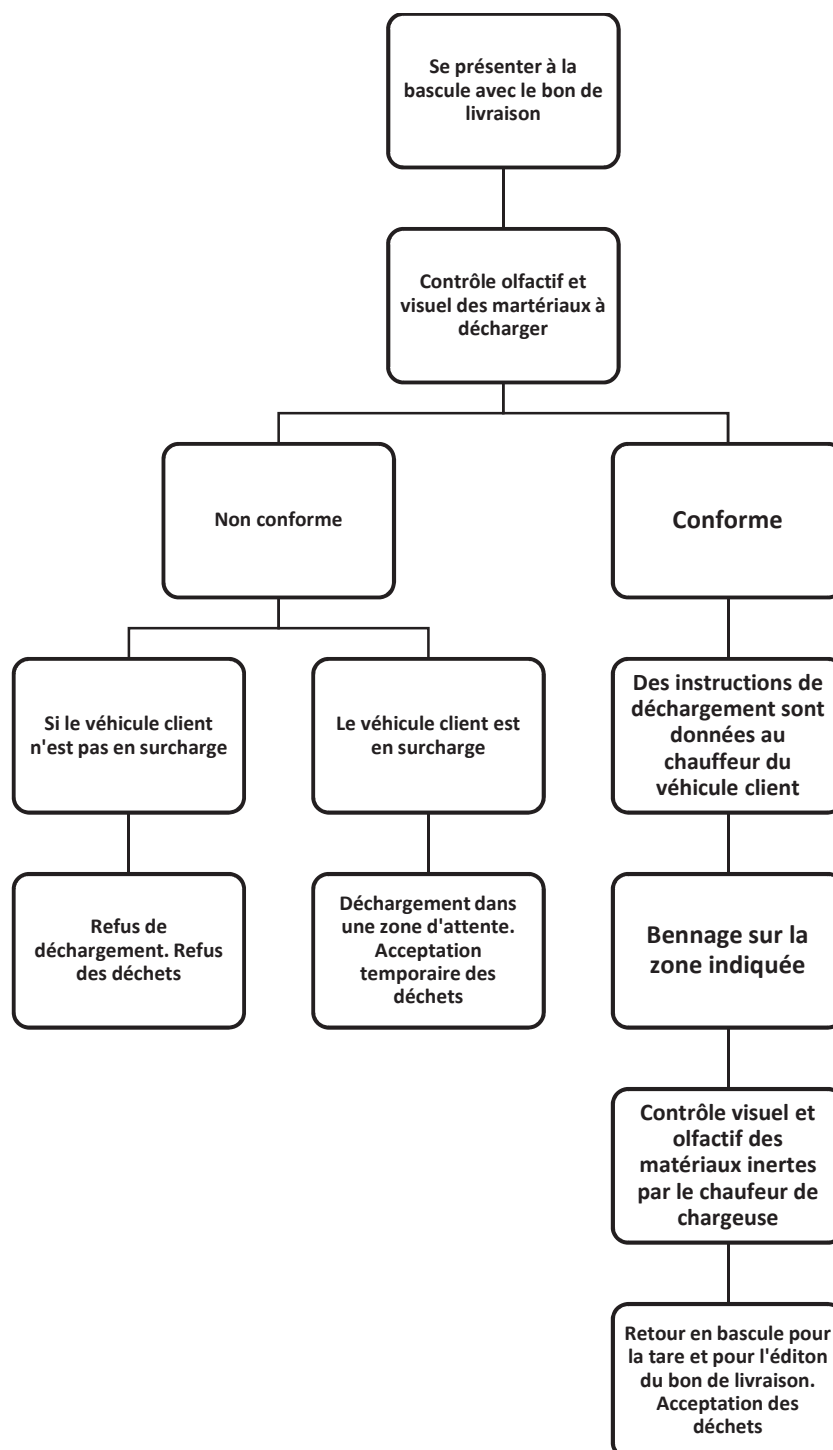 Se présenter à la
bascule avec le bon de
livraison
Contrôle olfactif et
visuel des martériaux à
décharger
Non conforme
Conforme
Si le véhicule client
n'est pas en surcharge
Le véhicule client est
en surcharge
Des instructions de
déchargement sont
données au
chauffeur du
véhicule client
Refus de
déchargement. Refus
des déchets
Déchargement dans
une zone d'attente.
Acceptation
temporaire des
déchets
Bennage sur la
zone indiquée
Contrôle visuel et
olfactif des
matériaux inertes
par le chaufeur de
chargeuse
Retour en bascule pour
la tare et pour l'éditon
du bon de livraison.
Acceptation des
déchets